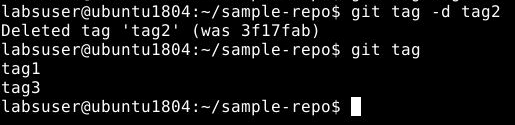 labsuser@ubuntu1804:~/sample-repo$ git tag -d tag2
Deleted tag 'tag2' (was 3f17fab)
labsuser@ubuntu1804:~/sample-repo$ git tag
tag1
tag3
labsuser@ubuntu1804:~/sample-repo$